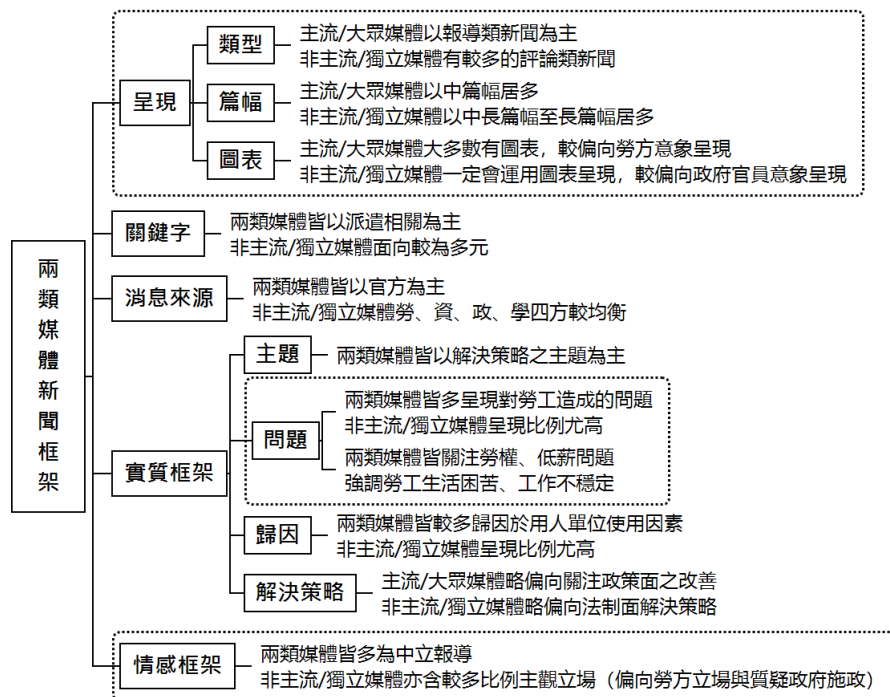 兩類媒體新聞框架
呈現
類型
主流/大眾媒體以報導類新聞為主
非主流/獨立媒體有較多的評論類新聞
篇幅
主流/大眾媒體以中篇幅居多
非主流/獨立媒體以中長篇幅至長篇幅居多
圖表
主流/大眾媒體大多數有圖表，較偏向勞方意象呈現
非主流/獨立媒體一定會運用圖表呈現，較偏向政府官員意象呈現
關鍵字
兩類媒體皆以派遣相關為主
非主流/獨立媒體面向較為多元
消息來源
兩類媒體皆以官方為主
非主流/獨立媒體勞、資、政、學四方較均衡
實質框架
主題
兩類媒體皆以解決策略之主題為主
問題
兩類媒體皆多呈現對勞工造成的問題
非主流/獨立媒體呈現比例尤高
兩類媒體皆關注勞權、低薪問題
強調勞工生活困苦、工作不穩定
歸因
兩類媒體皆較多歸因於用人單位使用因素
非主流/獨立媒體呈現比例尤高
解決策略
主流/大眾媒體略偏向關注政策面之改善
非主流/獨立媒體略偏向法制面解決策略
情感框架
兩類媒體皆多為中立報導
非主流/獨立媒體亦含較多比例主觀立場（偏向勞方立場與質疑政府施政）